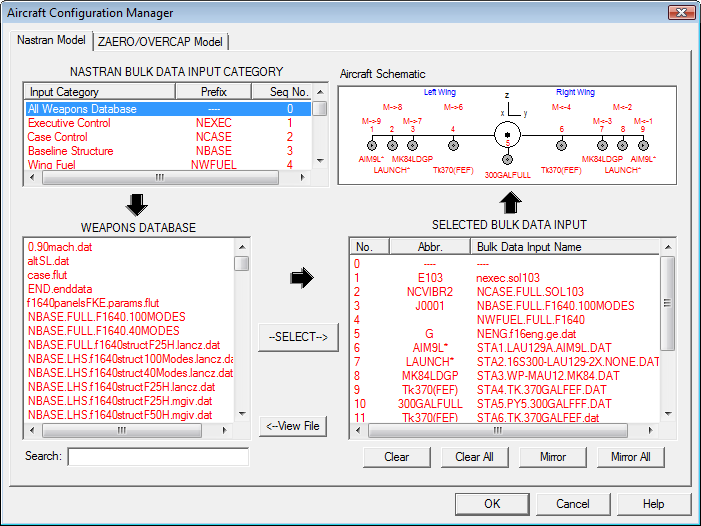 Aircraft Configuration Manager
Nastran Model ZAERO/OVERCAP Model
NASTRAN BULK DATA INPUT CATEGORY
Input Category Prefix Seq No.
All Weapons Database ---- 0
Executive Control NEXEC 1
Case Control NCASE 2
Baseline Structure NBASE 3
Wing Fuel NWFUEL 4
Aircraft Schematic
Left Wing z Right Wing
M->8 M->6 M<-4 M<-2
x y
M->9 M->7 M<-3 M<-1
1 2 3 4 5 6 7 8 9
AIM9L* MK84LDGP Tk370(FEF) 300GALFULL Tk370(FEF) MK84LDGP AIM9L*
LAUNCH* LAUNCH*
WEAPONS DATABASE
0.90mach.dat
altSL.dat
case.flut
END.enddata
f1640panelsFKE.params.flut
NBASE.FULL.F1640.100MODES
NBASE.FULL.F1640.40MODES
NBASE.FULL.f1640structF25H.lancz.dat
NBASE.LHS.f1640struct100Modes.lancz.dat
NBASE.LHS.f1640struct40Modes.lancz.dat
NBASE.LHS.f1640structF25H.lancz.dat
NBASE.LHS.f1640structF25H.mgiv.dat
NBASE.LHS.f1640structF50H.mgiv.dat
Search:
--SELECT-->
<--View File
SELECTED BULK DATA INPUT
No. Abbr. Bulk Data Input Name
0 ---- ----
1 E103 nexec.sol103
2 NCVIBR2 NCASE.FULL.SOL103
3 J0001 NBASE.FULL.F1640.100MODES
4 NWFUEL.FULL.F1640
5 G NENG.f16eng.ge.dat
6 AIM9L* STA1.LAU129A.AIM9L.DAT
7 LAUNCH* STA2.16S300-LAU129-2X.NONE.DAT
8 MK84LDGP STA3.WP-MAU12.MK84.DAT
9 Tk370(FEF) STA4.TK.370GALFEF.DAT
10 300GALFULL STA5.PY5.300GALFFF.DAT
11 Tk370(FEF) STA6.TK.370GALFEF.dat
Clear Clear All Mirror Mirror All
OK Cancel Help